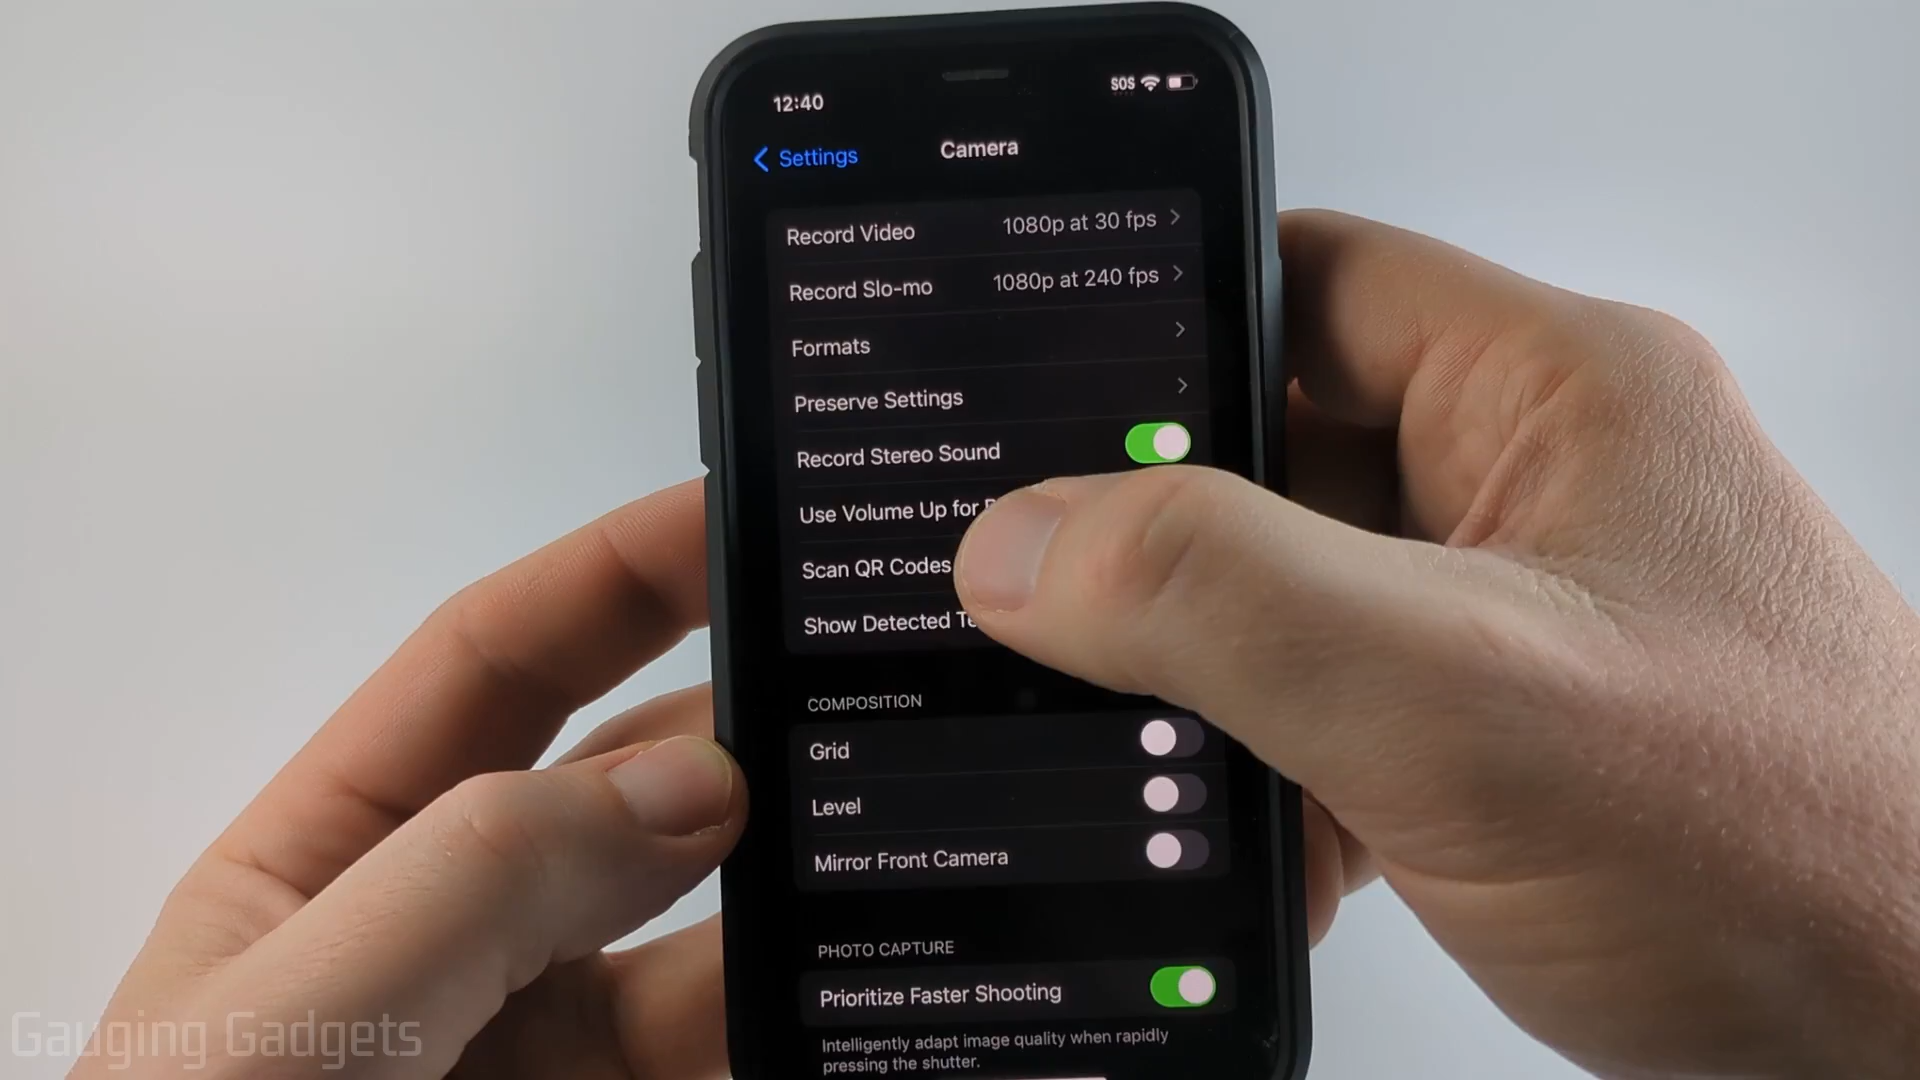 12:40
SOS
Settings
Camera
Record Video 1080p at 30 fps
Record Slo-mo 1080p at 240 fps
Formats
Preserve Settings
Record Stereo Sound
Use Volume Up for
Scan QR Codes
Show Detected
COMPOSITION
Grid
Level
Mirror Front Camera
PHOTO CAPTURE
Prioritize Faster Shooting
Intelligently adapt image quality when rapidly
pressing the shutter.
Gauging Gadgets